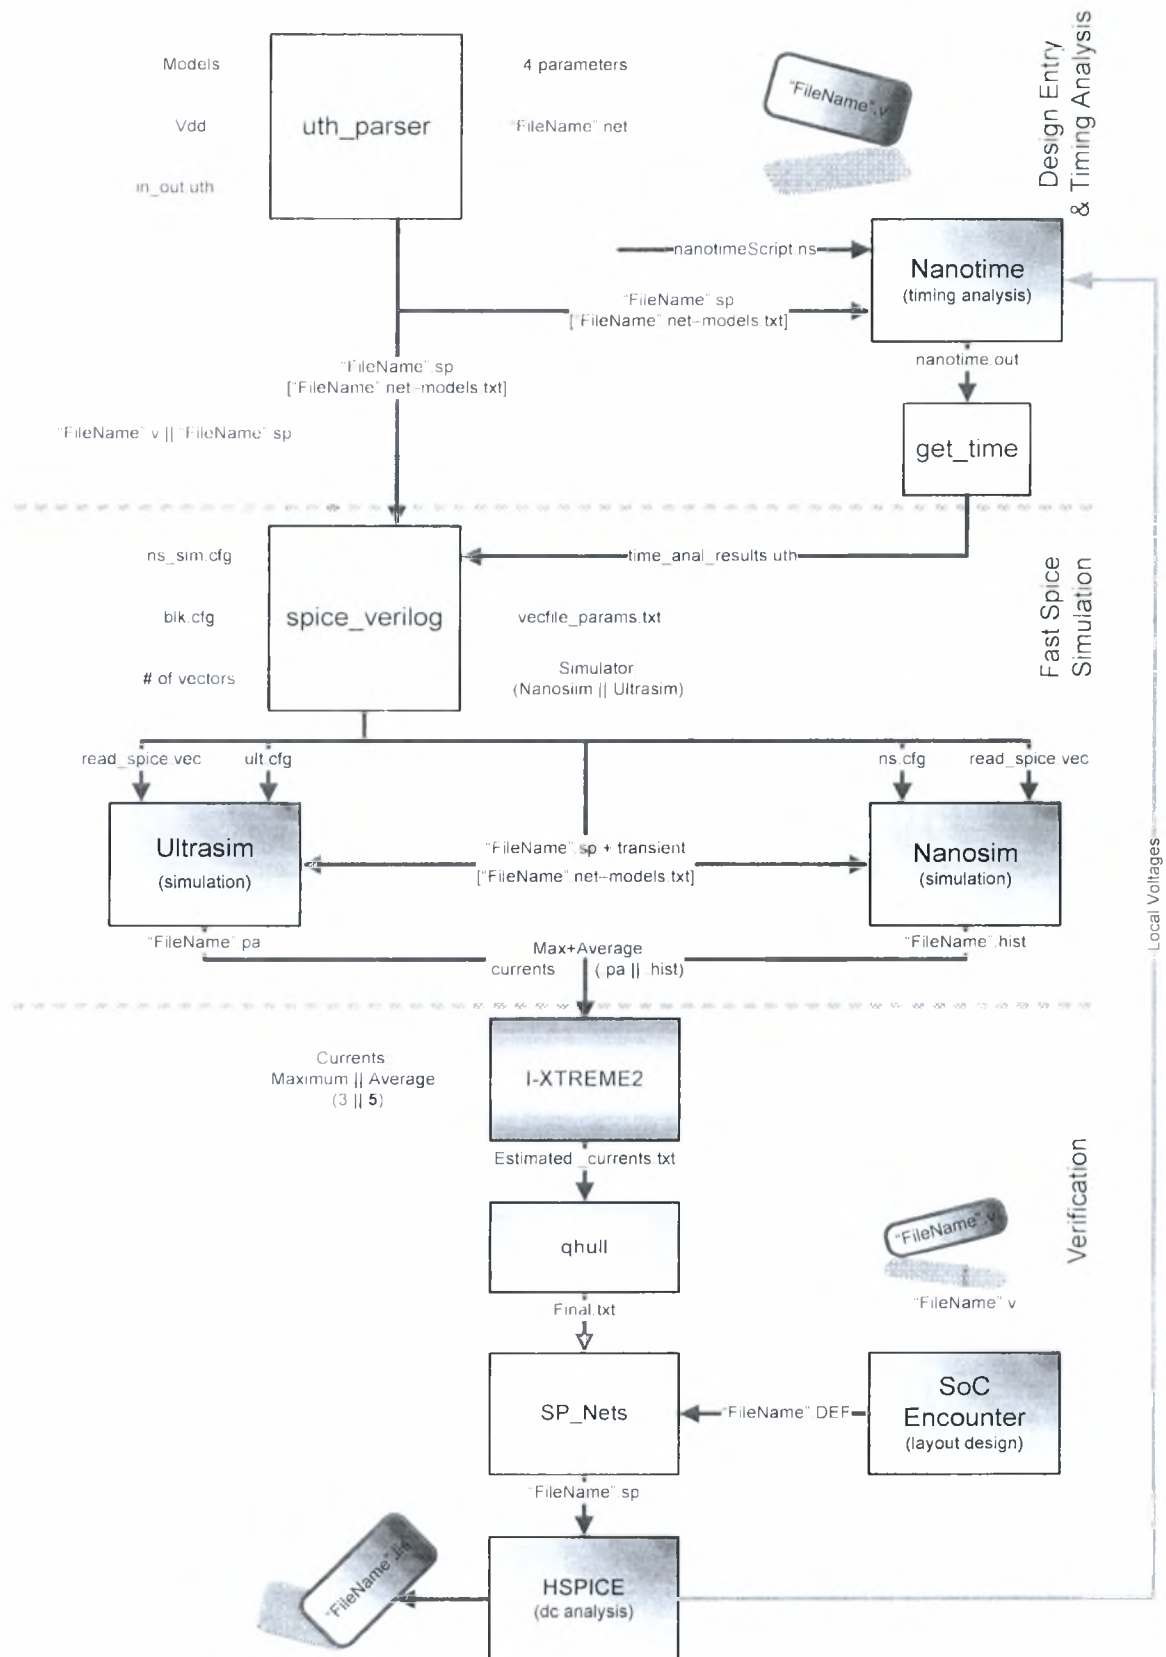 Models
4 parameters
"FileName".v
Design Entry
& Timing Analysis
Vdd
uth_parser
"FileName" net
in_out uth
nanotimeScript.ns
Nanotime
(timing analysis)
"FileName" sp
["FileName" net-models.txt]
nanotime.out
"FileName".sp
["FileName" net-models.txt]
"FileName" v || "FileName" sp
get_time
ns_sim.cfg
time_anal_results uth
Fast Spice
Simulation
blk.cfg
spice_verilog
vecfile_params.txt
# of vectors
Simulator
(Nanosiim || Ultrasim)
read_spice.vec
ult.cfg
ns.cfg
read_spice.vec
Ultrasim
(simulation)
"FileName".sp + transient
["FileName".net-models.txt]
Nanosim
(simulation)
Local Voltages
"FileName" pa
"FileName".hist
Max+Average
currents (.pa || .hist)
Currents
Maximum || Average
(3 || 5)
I-XTREME2
Estimated_currents.txt
Verification
qhull
"FileName".v
"FileName" v
Final.txt
SP_Nets
"FileName" DEF
SoC
Encounter
(layout design)
"FileName" sp
"FileName".lis
HSPICE
(dc analysis)